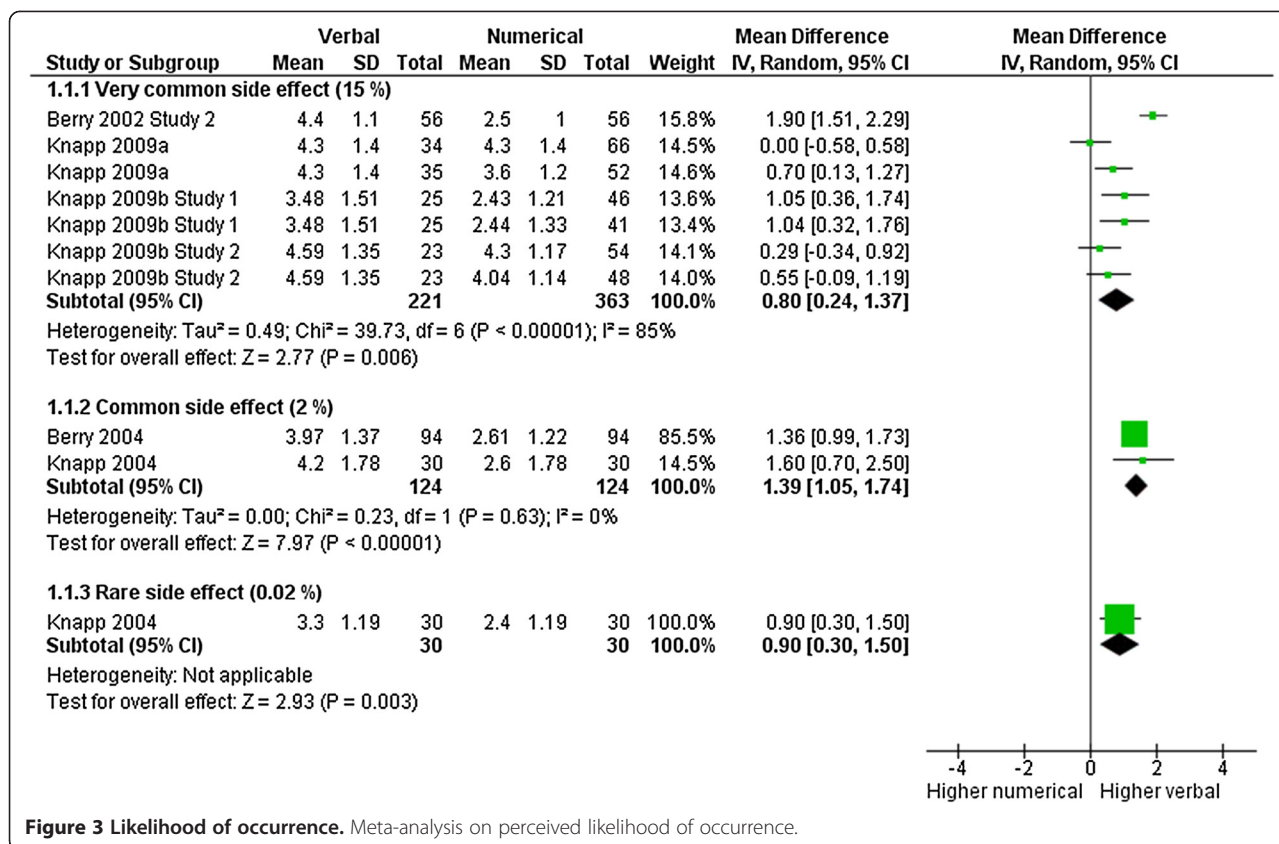 Verbal Numerical Mean Difference Mean Difference
Study or Subgroup Mean SD Total Mean SD Total Weight IV, Random, 95% CI IV, Random, 95% CI
1.1.1 Very common side effect (15 %)
Berry 2002 Study 2 4.4 1.1 56 2.5 1 56 15.8% 1.90 [1.51, 2.29]
Knapp 2009a 4.3 1.4 34 4.3 1.4 66 14.5% 0.00 [-0.58, 0.58]
Knapp 2009a 4.3 1.4 35 3.6 1.2 52 14.6% 0.70 [0.13, 1.27]
Knapp 2009b Study 1 3.48 1.51 25 2.43 1.21 46 13.6% 1.05 [0.36, 1.74]
Knapp 2009b Study 1 3.48 1.51 25 2.44 1.33 41 13.4% 1.04 [0.32, 1.76]
Knapp 2009b Study 2 4.59 1.35 23 4.3 1.17 54 14.1% 0.29 [-0.34, 0.92]
Knapp 2009b Study 2 4.59 1.35 23 4.04 1.14 48 14.0% 0.55 [-0.09, 1.19]
Subtotal (95% CI) 221 363 100.0% 0.80 [0.24, 1.37]
Heterogeneity: Tau² = 0.49; Chi² = 39.73, df = 6 (P < 0.00001); I² = 85%
Test for overall effect: Z = 2.77 (P = 0.006)
1.1.2 Common side effect (2 %)
Berry 2004 3.97 1.37 94 2.61 1.22 94 85.5% 1.36 [0.99, 1.73]
Knapp 2004 4.2 1.78 30 2.6 1.78 30 14.5% 1.60 [0.70, 2.50]
Subtotal (95% CI) 124 124 100.0% 1.39 [1.05, 1.74]
Heterogeneity: Tau² = 0.00; Chi² = 0.23, df = 1 (P = 0.63); I² = 0%
Test for overall effect: Z = 7.97 (P < 0.00001)
1.1.3 Rare side effect (0.02 %)
Knapp 2004 3.3 1.19 30 2.4 1.19 30 100.0% 0.90 [0.30, 1.50]
Subtotal (95% CI) 30 30 100.0% 0.90 [0.30, 1.50]
Heterogeneity: Not applicable
Test for overall effect: Z = 2.93 (P = 0.003)
-4 -2 0 2 4
Higher numerical Higher verbal
Figure 3 Likelihood of occurrence. Meta-analysis on perceived likelihood of occurrence.